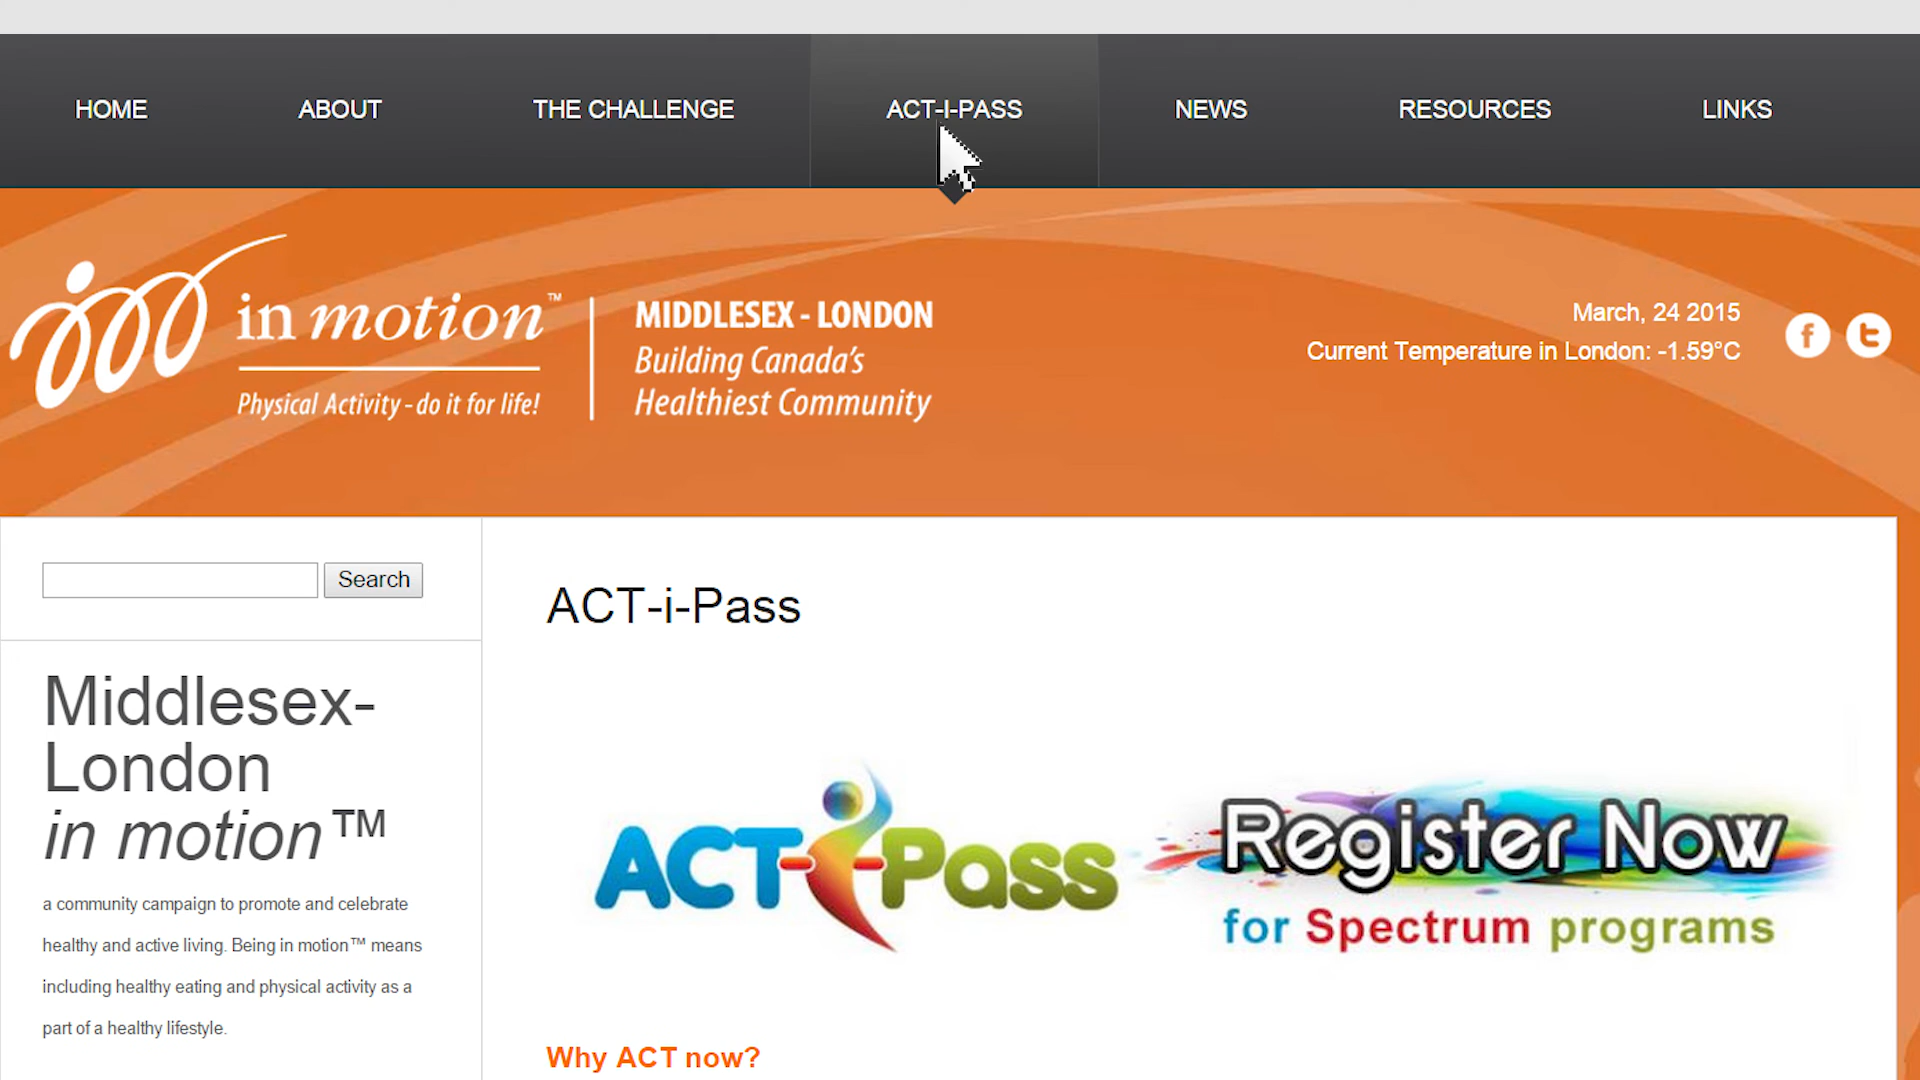 HOME ABOUT THE CHALLENGE ACT-I-PASS NEWS RESOURCES LINKS
in motion™
Physical Activity - do it for life!
MIDDLESEX - LONDON
Building Canada's
Healthiest Community
March, 24 2015
Current Temperature in London: -1.59°C
f t
Search
Middlesex-
London
in motion™
a community campaign to promote and celebrate
healthy and active living. Being in motion™ means
including healthy eating and physical activity as a
part of a healthy lifestyle.
ACT-i-Pass
ACT-i-Pass
Register Now
for Spectrum programs
Why ACT now?